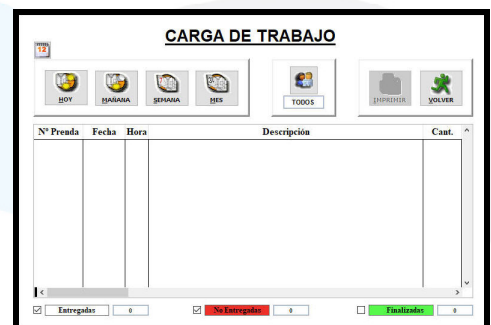 CARGA DE TRABAJO
12
HOY MAÑANA SEMANA MES TODOS IMPRIMIR VOLVER
Nº Prenda Fecha Hora Descripción Cant.
Entregadas 0 No Entregadas 0 Finalizadas 0